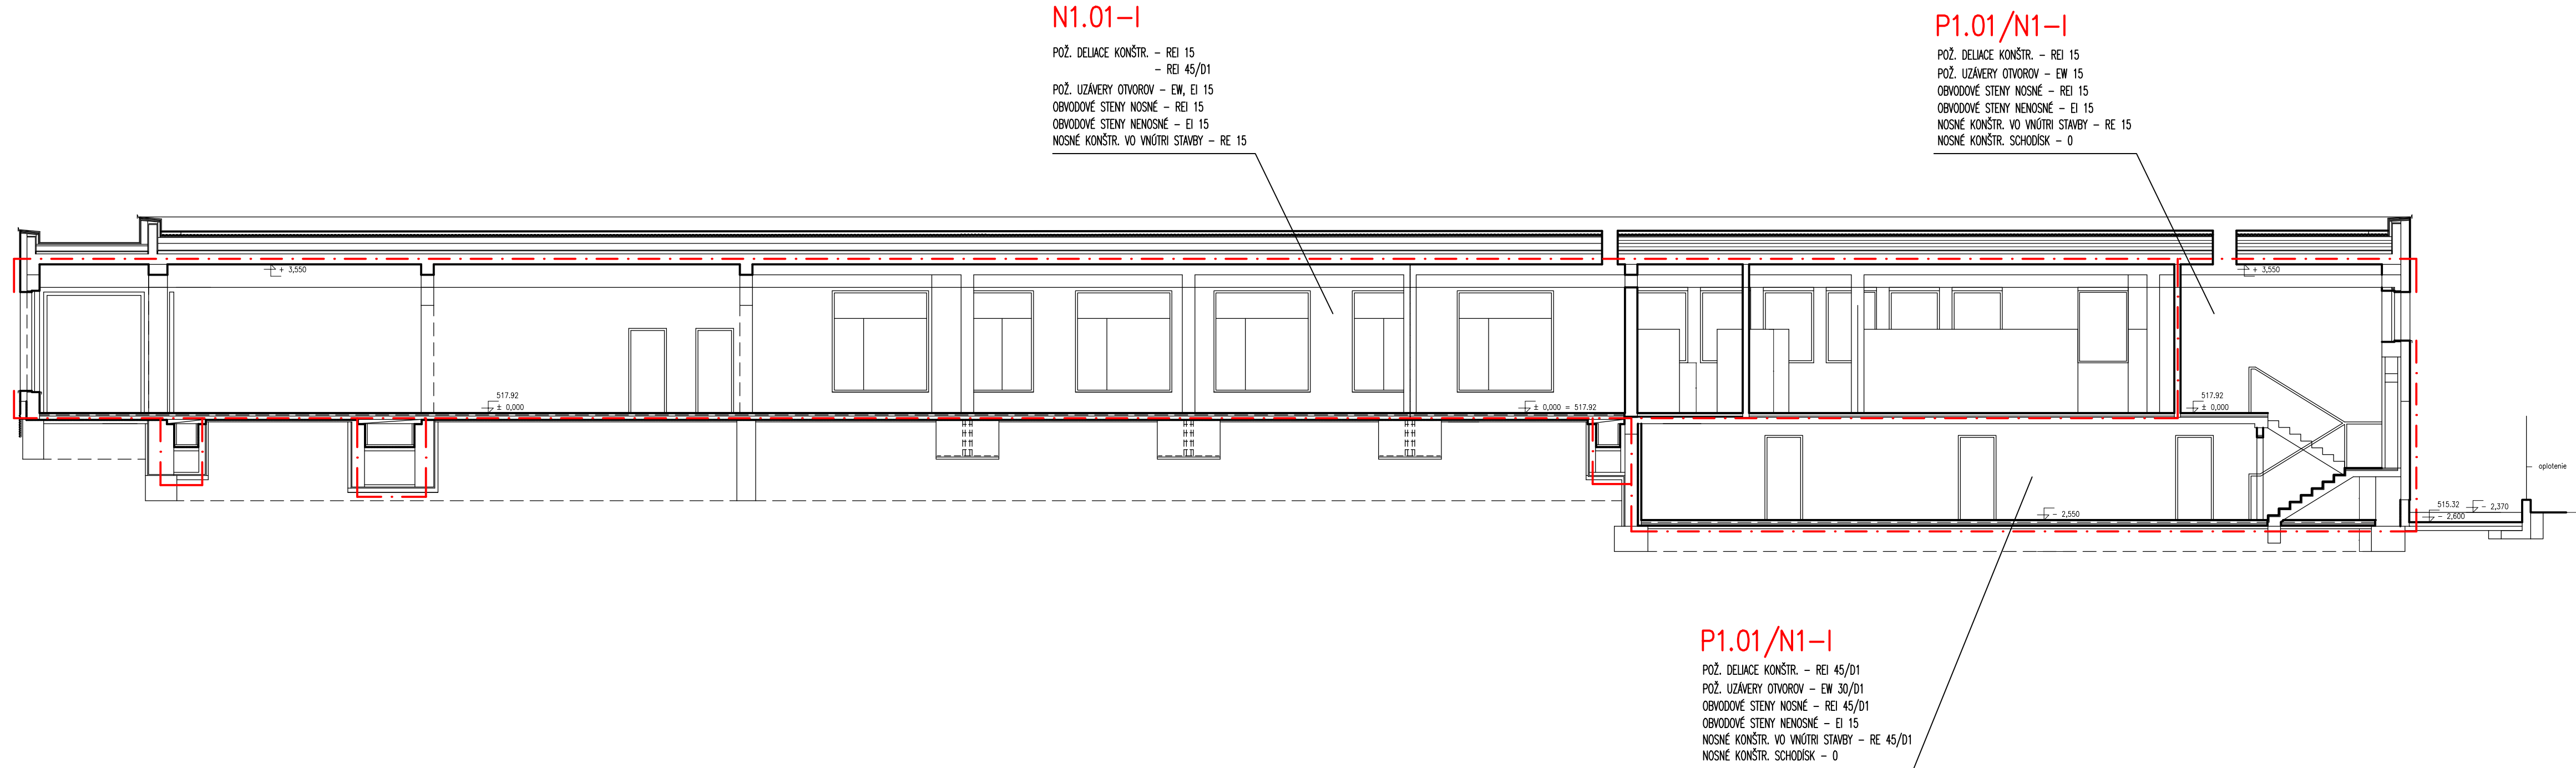 N1.01-I
POŽ. DELIACE KONŠTR. - REI 15
- REI 45/D1
POŽ. UZÁVERY OTVOROV - EW, EI 15
OBVODOVÉ STENY NOSNÉ - REI 15
OBVODOVÉ STENY NENOSNÉ - EI 15
NOSNÉ KONŠTR. VO VNÚTRI STAVBY - RE 15
P1.01/N1-I
POŽ. DELIACE KONŠTR. - REI 15
POŽ. UZÁVERY OTVOROV - EW 15
OBVODOVÉ STENY NOSNÉ - REI 15
OBVODOVÉ STENY NENOSNÉ - EI 15
NOSNÉ KONŠTR. VO VNÚTRI STAVBY - RE 15
NOSNÉ KONŠTR. SCHODÍSK - 0
+ 3,550
+ 3,550
517.92
± 0,000
± 0,000 = 517.92
517.92
± 0,000
oplotenie
- 2,550
515.32
- 2,600
- 2,370
P1.01/N1-I
POŽ. DELIACE KONŠTR. - REI 45/D1
POŽ. UZÁVERY OTVOROV - EW 30/D1
OBVODOVÉ STENY NOSNÉ - REI 45/D1
OBVODOVÉ STENY NENOSNÉ - EI 15
NOSNÉ KONŠTR. VO VNÚTRI STAVBY - RE 45/D1
NOSNÉ KONŠTR. SCHODÍSK - 0